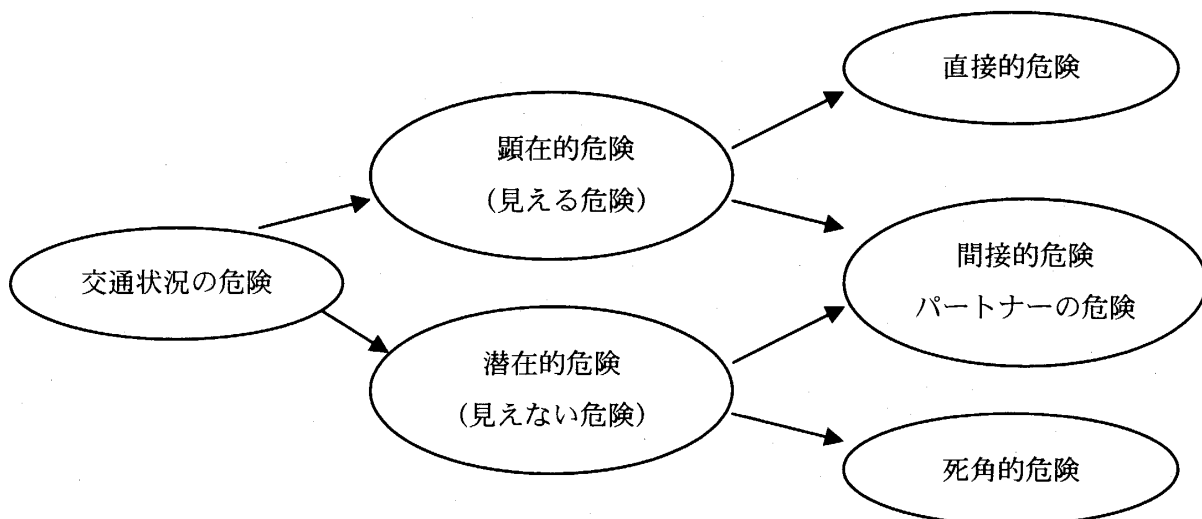 直接的危険
顕在的危険
(見える危険)
間接的危険
パートナーの危険
交通状況の危険
潜在的危険
(見えない危険)
死角的危険